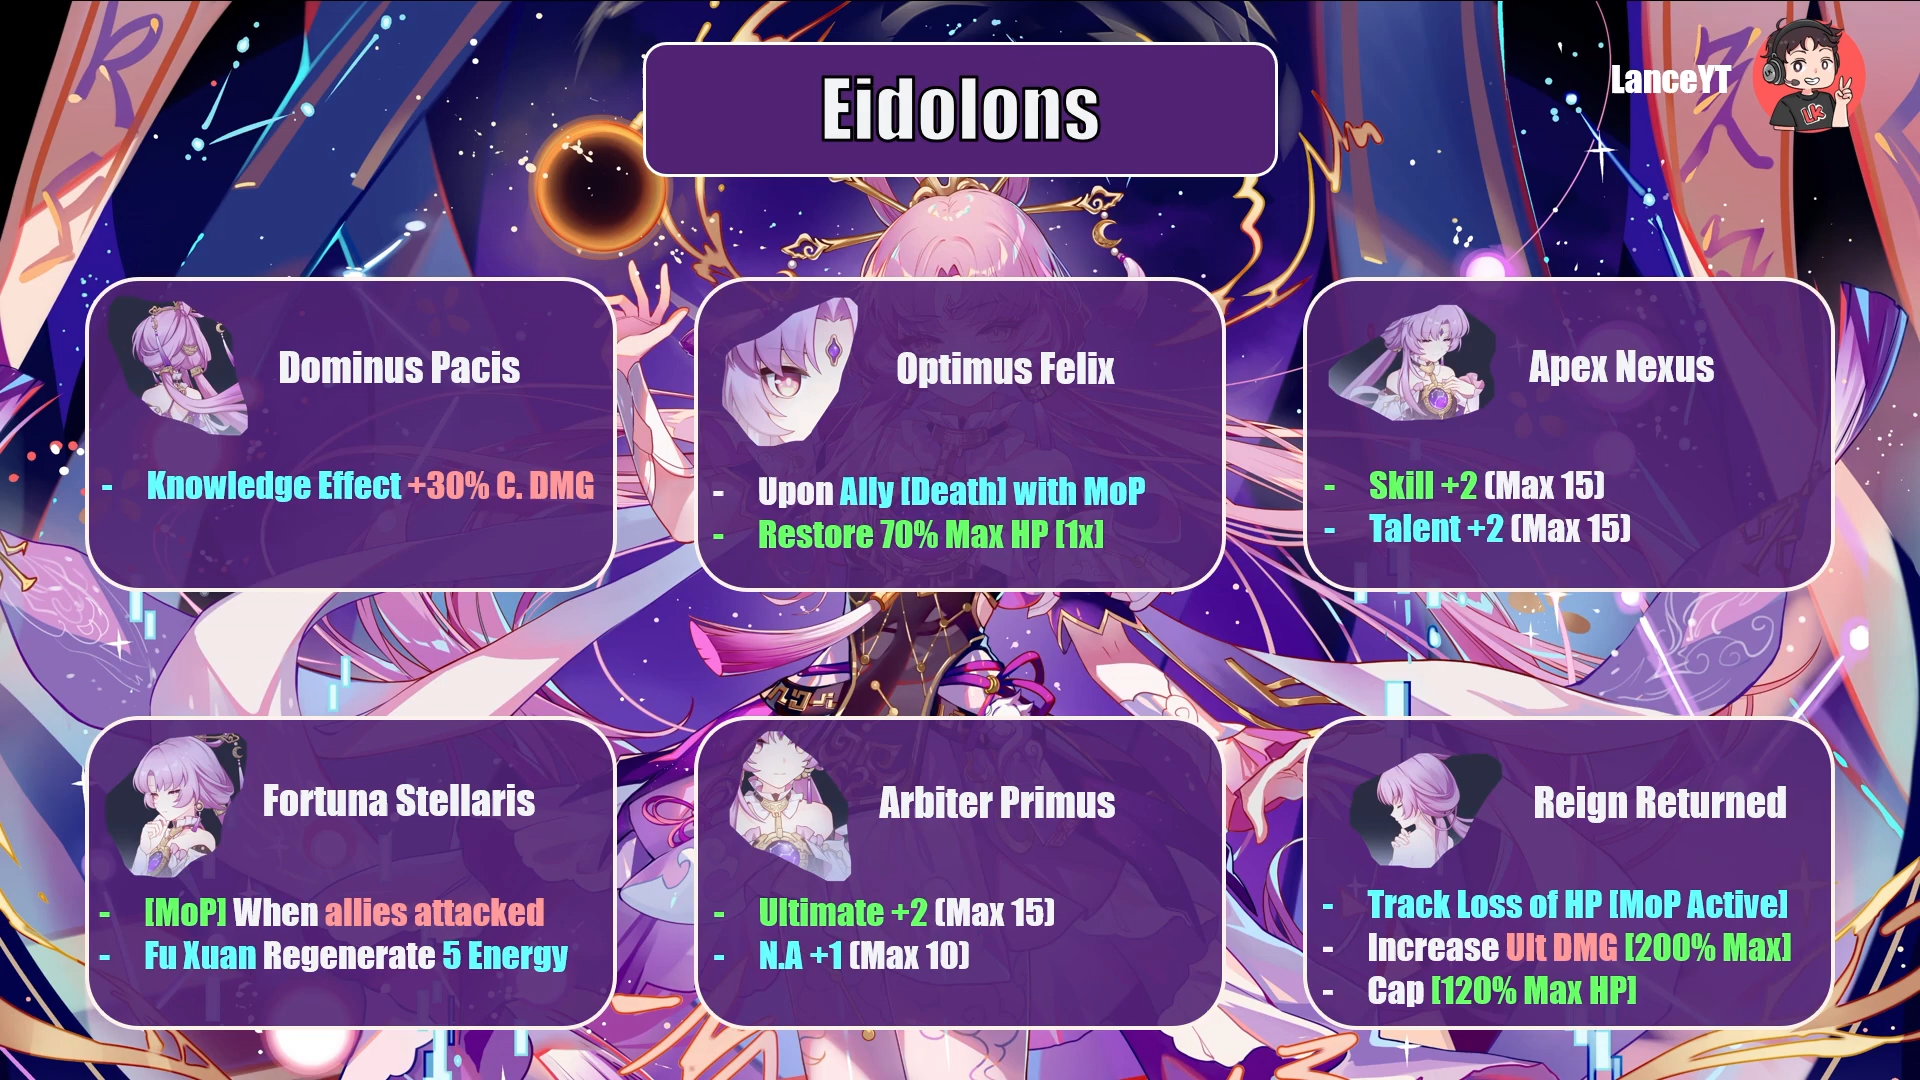 Eidolons
LanceYT
Lk
Dominus Pacis
- Knowledge Effect +30% C. DMG
Optimus Felix
- Upon Ally [Death] with MoP
- Restore 70% Max HP [1x]
Apex Nexus
- Skill +2 (Max 15)
- Talent +2 (Max 15)
Fortuna Stellaris
- [MoP] When allies attacked
- Fu Xuan Regenerate 5 Energy
Arbiter Primus
- Ultimate +2 (Max 15)
- N.A +1 (Max 10)
Reign Returned
- Track Loss of HP [MoP Active]
- Increase Ult DMG [200% Max]
- Cap [120% Max HP]